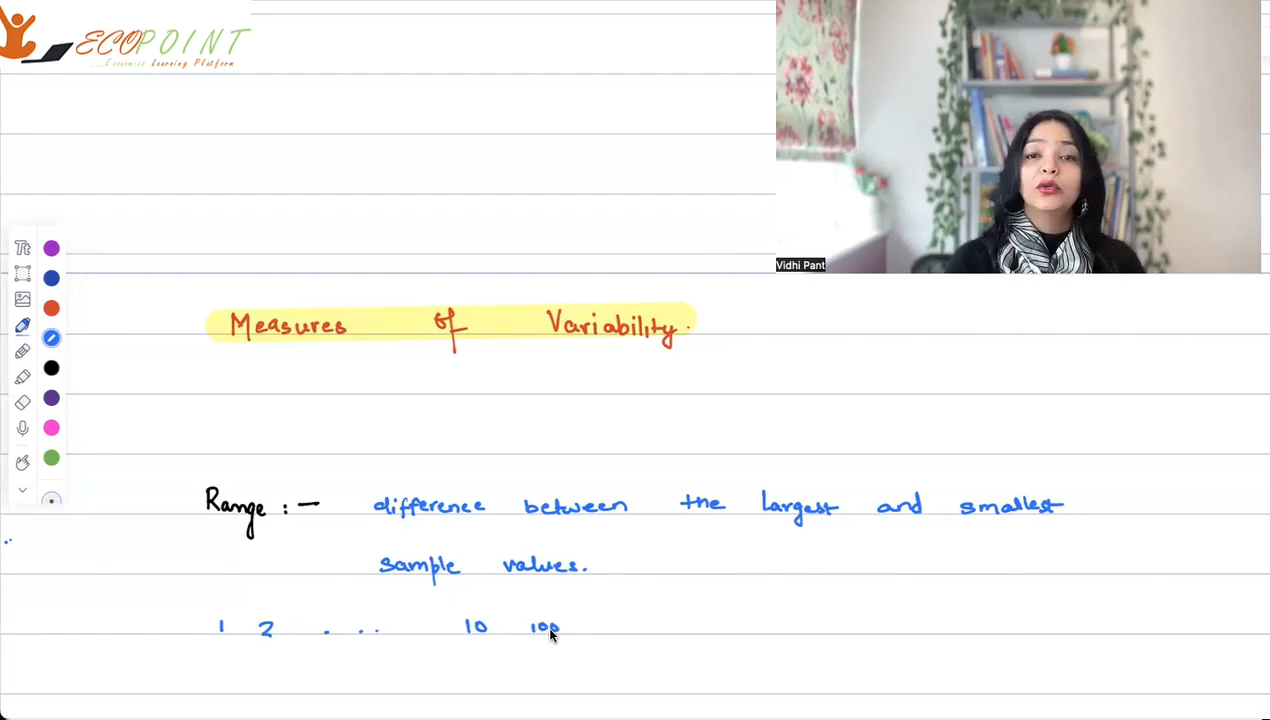 ECOPOINT
.....Economics Learning Platform
Vidhi Pant
Tt
Measures of Variability.
Range :— difference between the largest and smallest
sample values.
1 2 . . . 10 100